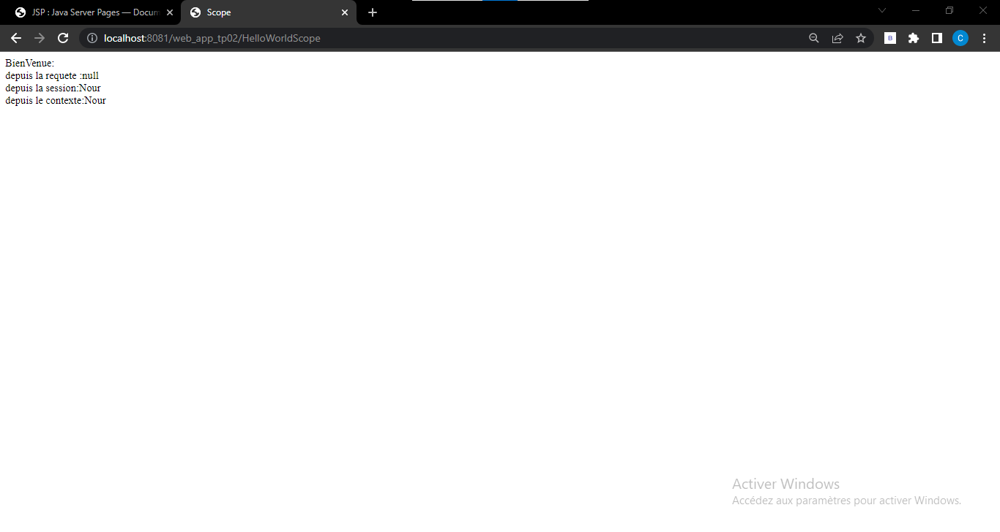 JSP : Java Server Pages — Docum
Scope
localhost:8081/web_app_tp02/HelloWorldScope
B
C
BienVenue:
depuis la requete :null
depuis la session:Nour
depuis le contexte:Nour
Activer Windows
Accédez aux paramètres pour activer Windows.